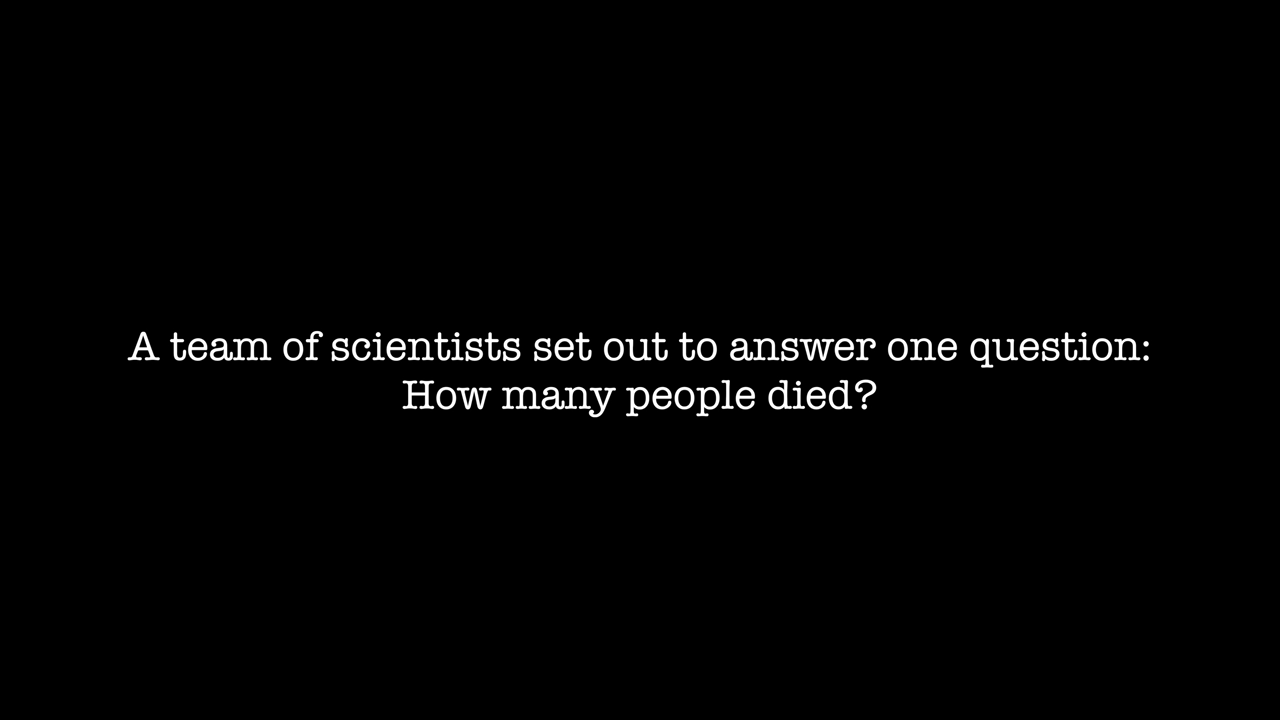 A team of scientists set out to answer one question:
How many people died?